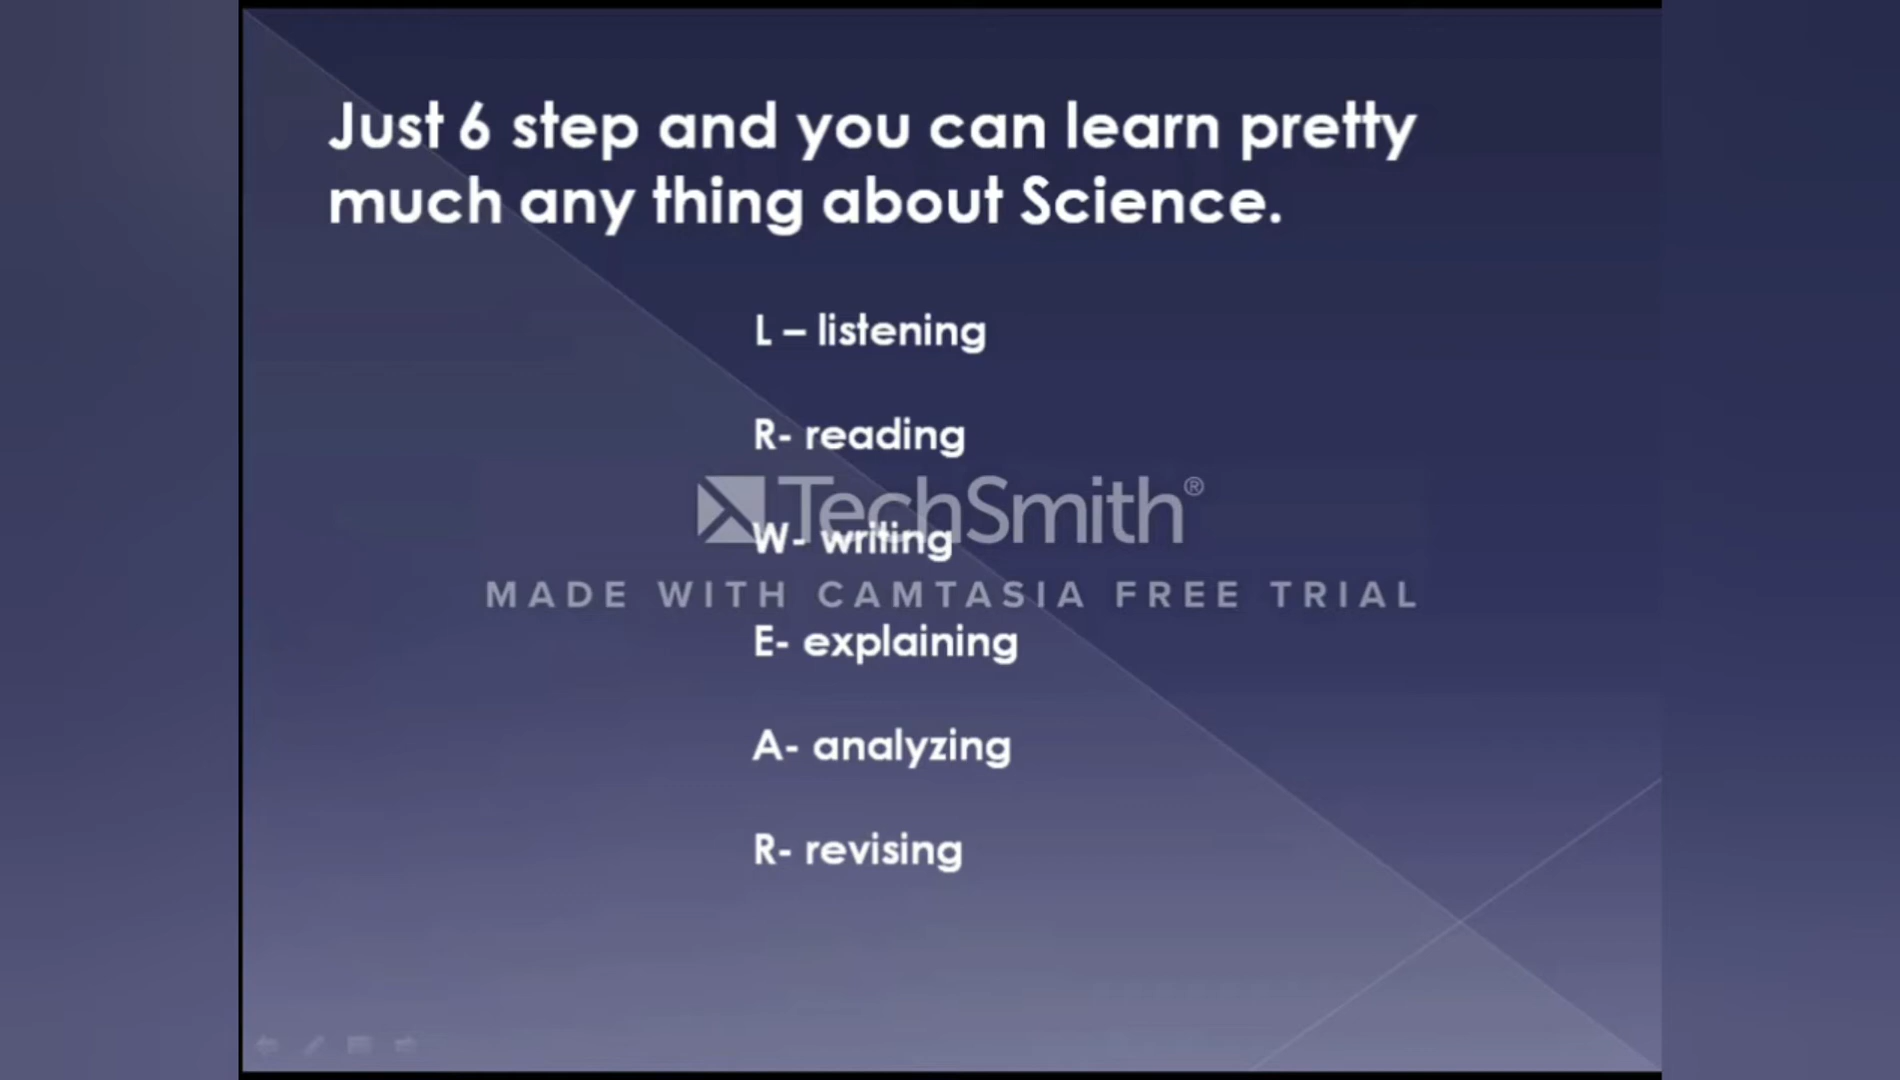 Just 6 step and you can learn pretty
much any thing about Science.
L – listening
R- reading
TechSmith®
W- writing
MADE WITH CAMTASIA FREE TRIAL
E- explaining
A- analyzing
R- revising